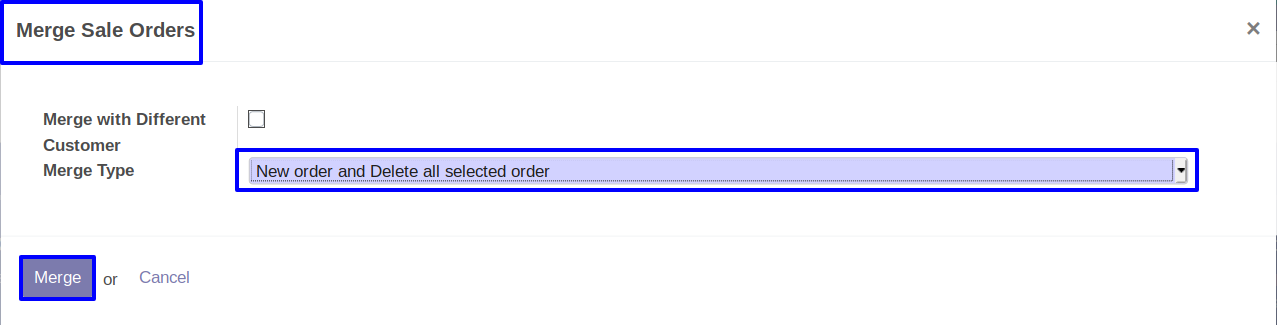 Merge Sale Orders
×
Merge with Different
Customer
Merge Type
New order and Delete all selected order
Merge or Cancel